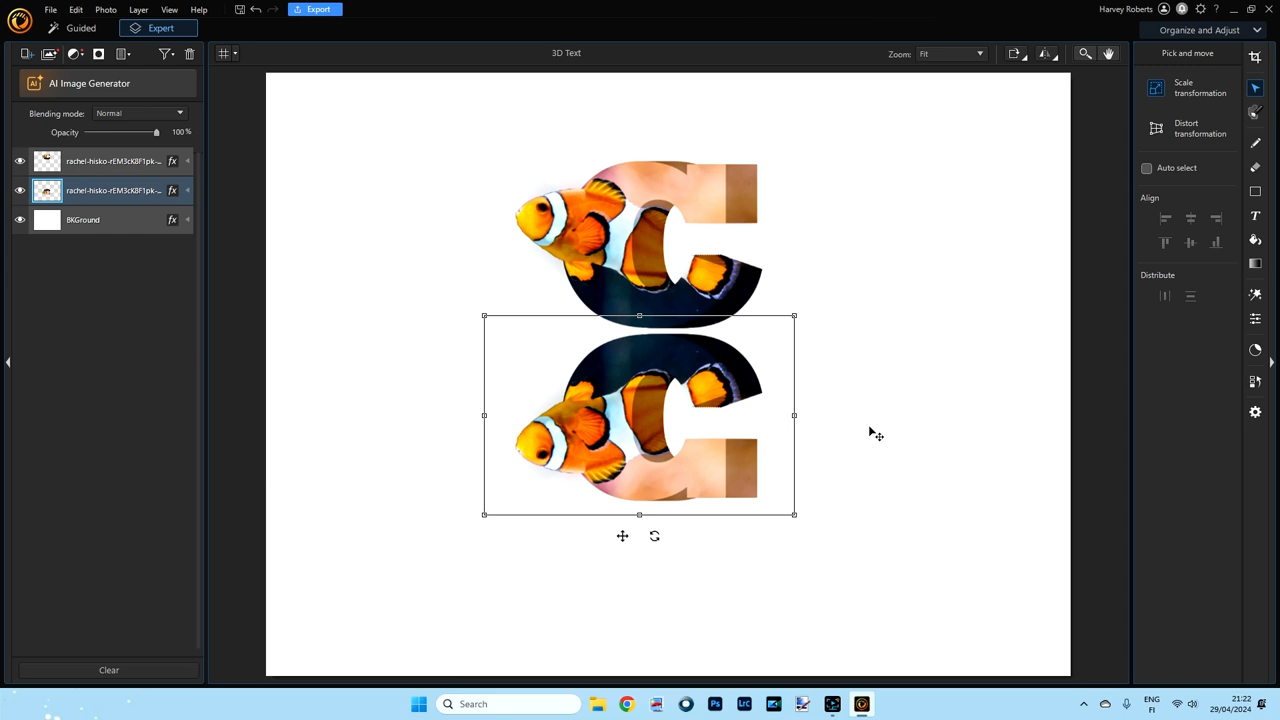 File Edit Photo Layer View Help Export Harvey Roberts
Guided Expert Organize and Adjust
3D Text Zoom: Fit Pick and move
AI Image Generator
Scale transformation
Blending mode: Normal
Opacity 100 %
Distort transformation
rachel-hisko-rEM3cK8F1pk-...
Auto select
rachel-hisko-rEM3cK8F1pk-...
Align
BKGround
Distribute
Clear
Search
ENG
FI
21:22
29/04/2024